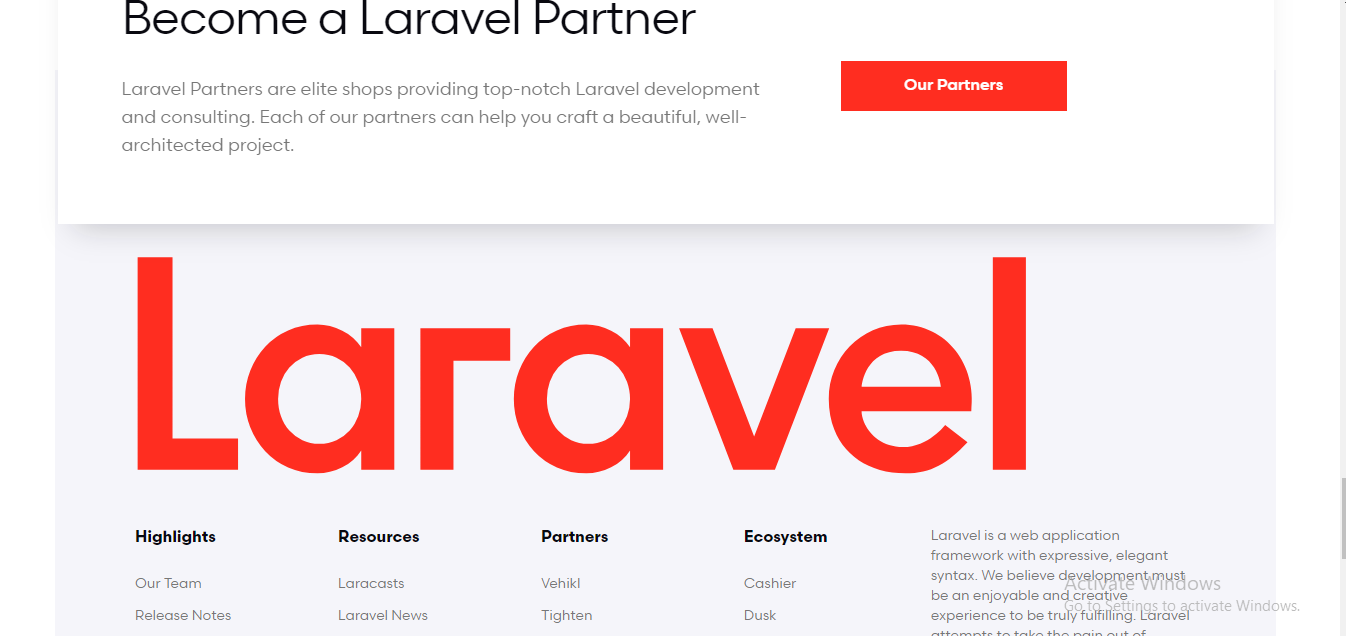 Become a Laravel Partner
Laravel Partners are elite shops providing top-notch Laravel development
and consulting. Each of our partners can help you craft a beautiful, well-
architected project.
Our Partners
Laravel
Highlights
Our Team
Release Notes
Resources
Laracasts
Laravel News
Partners
Vehikl
Tighten
Ecosystem
Cashier
Dusk
Laravel is a web application
framework with expressive, elegant
syntax. We believe development must
be an enjoyable and creative
experience to be truly fulfilling. Laravel
attempts to take the pain out of
Activate Windows
Go to Settings to activate Windows.